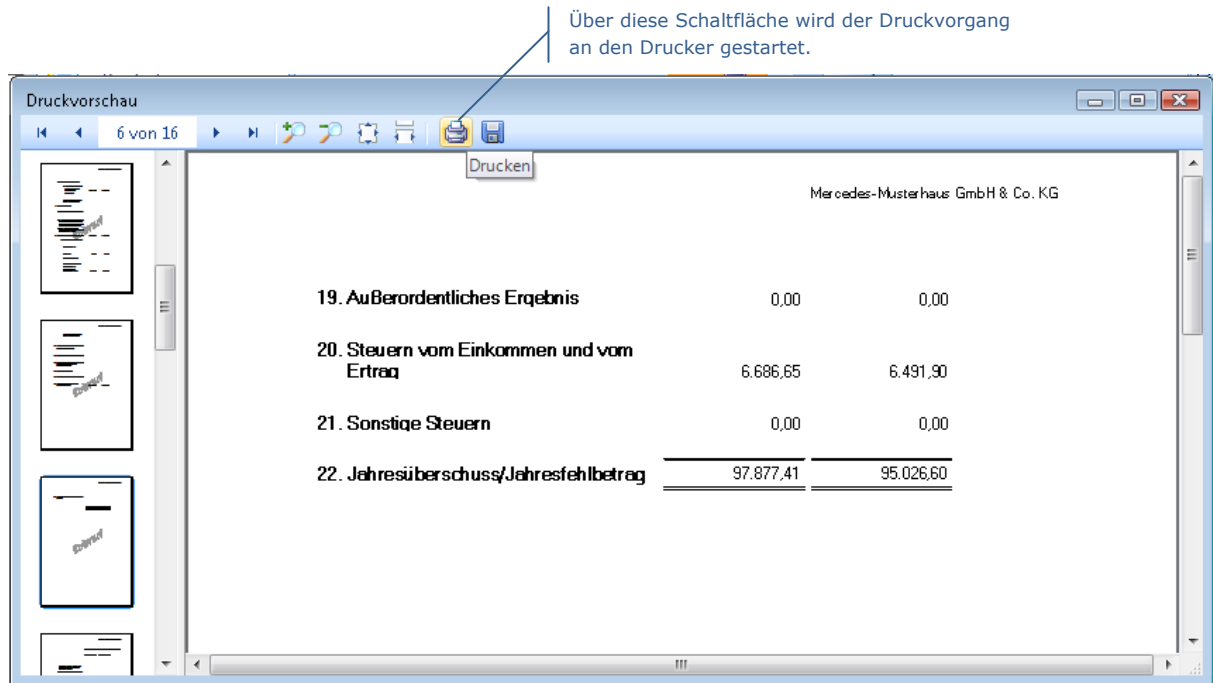 Über diese Schaltfläche wird der Druckvorgang
an den Drucker gestartet.
Druckvorschau
6 von 16
Drucken
Mercedes-Musterhaus GmbH & Co. KG
19. Außerordentliches Ergebnis 0,00 0,00
20. Steuern vom Einkommen und vom
Ertrag 6.686,65 6.491,90
21. Sonstige Steuern 0,00 0,00
22. Jahresüberschuss/Jahresfehlbetrag 97.877,41 95.026,60